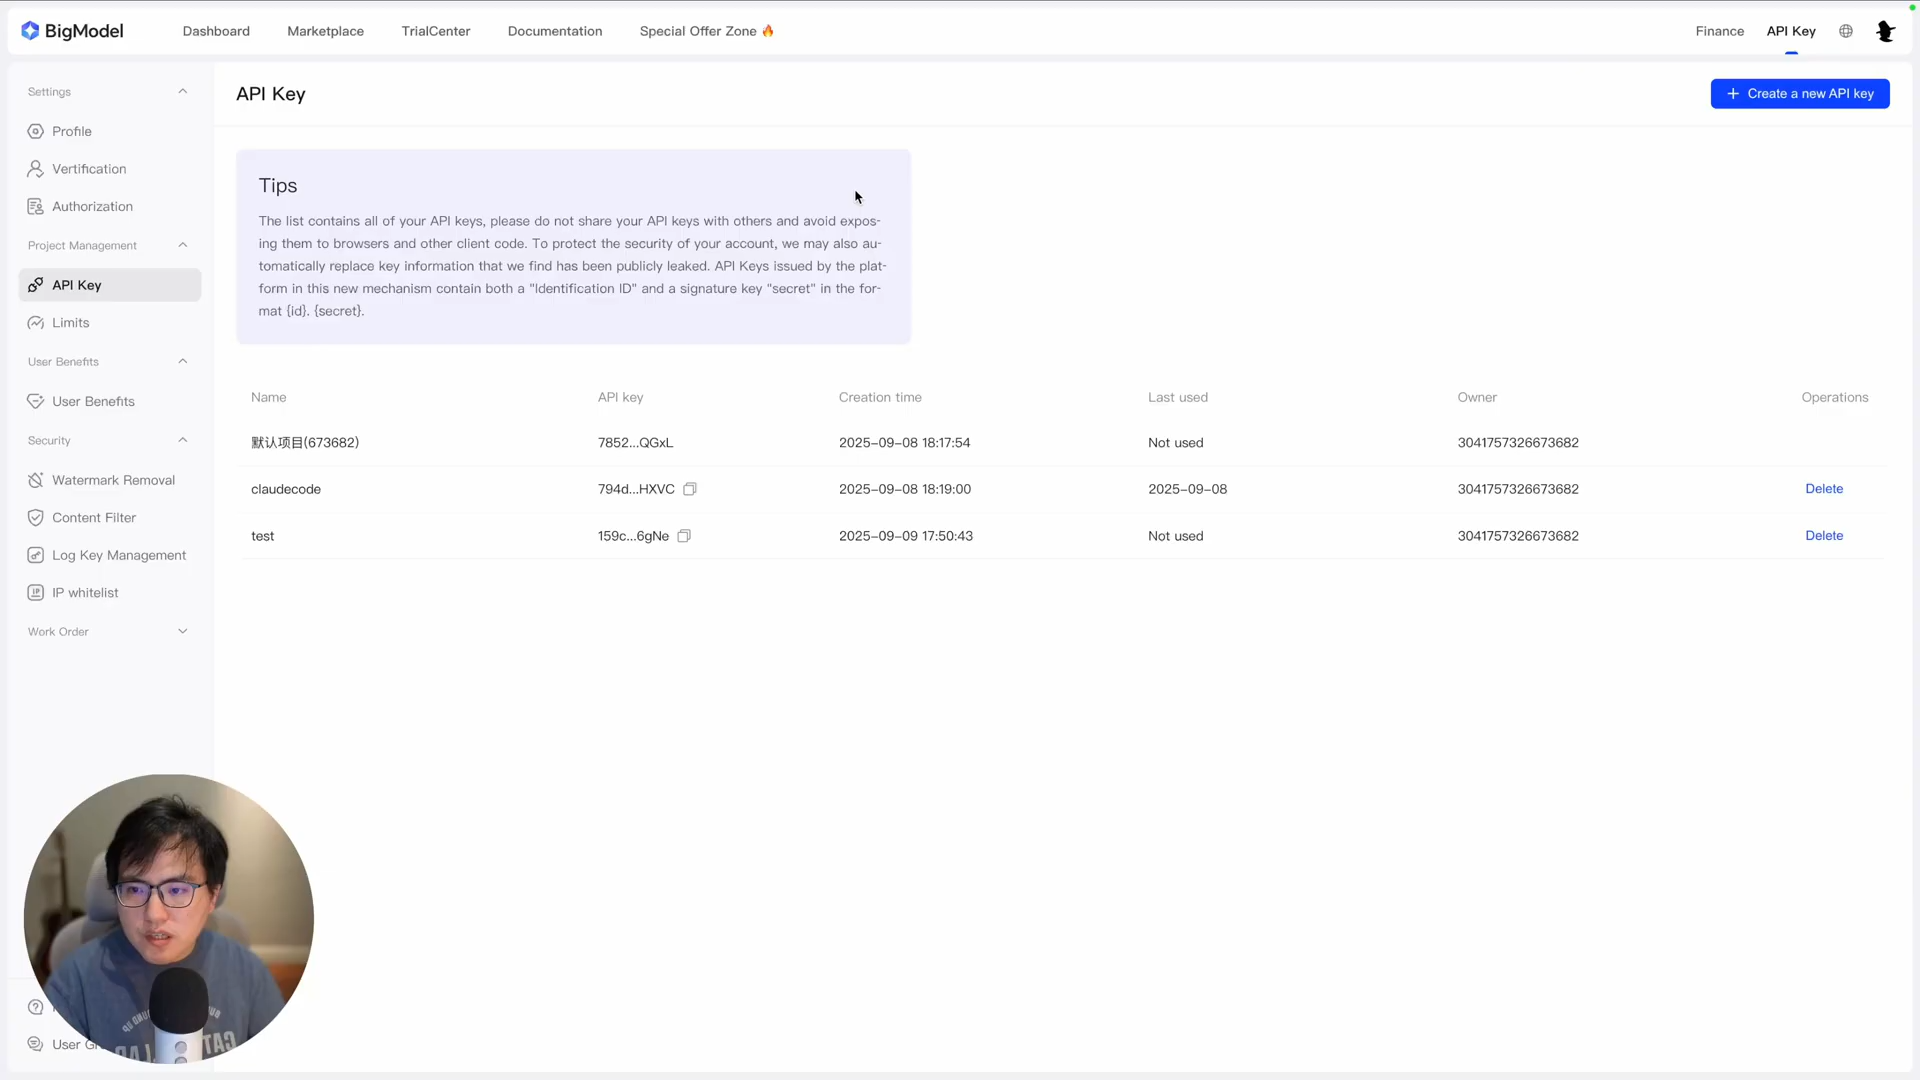 BigModel
Dashboard
Marketplace
TrialCenter
Documentation
Special Offer Zone 🔥
Finance
API Key
Settings
Profile
Vertification
Authorization
Project Management
API Key
Limits
User Benefits
User Benefits
Security
Watermark Removal
Content Filter
Log Key Management
IP whitelist
Work Order
User
API Key
+ Create a new API key
Tips
The list contains all of your API keys, please do not share your API keys with others and avoid expos-
ing them to browsers and other client code. To protect the security of your account, we may also au-
tomatically replace key information that we find has been publicly leaked. API Keys issued by the plat-
form in this new mechanism contain both a "Identification ID" and a signature key "secret" in the for-
mat {id}. {secret}.
Name API key Creation time Last used Owner Operations
默认项目(673682) 7852...QGxL 2025-09-08 18:17:54 Not used 3041757326673682
claudecode 794d...HXVC 2025-09-08 18:19:00 2025-09-08 3041757326673682 Delete
test 159c...6gNe 2025-09-09 17:50:43 Not used 3041757326673682 Delete